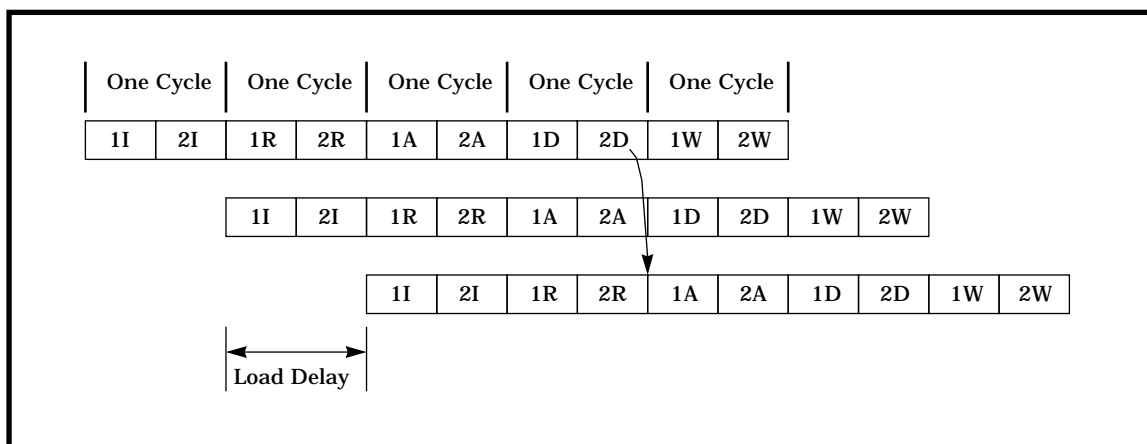 One Cycle One Cycle One Cycle One Cycle One Cycle
1I 2I 1R 2R 1A 2A 1D 2D 1W 2W
1I 2I 1R 2R 1A 2A 1D 2D 1W 2W
1I 2I 1R 2R 1A 2A 1D 2D 1W 2W
Load Delay